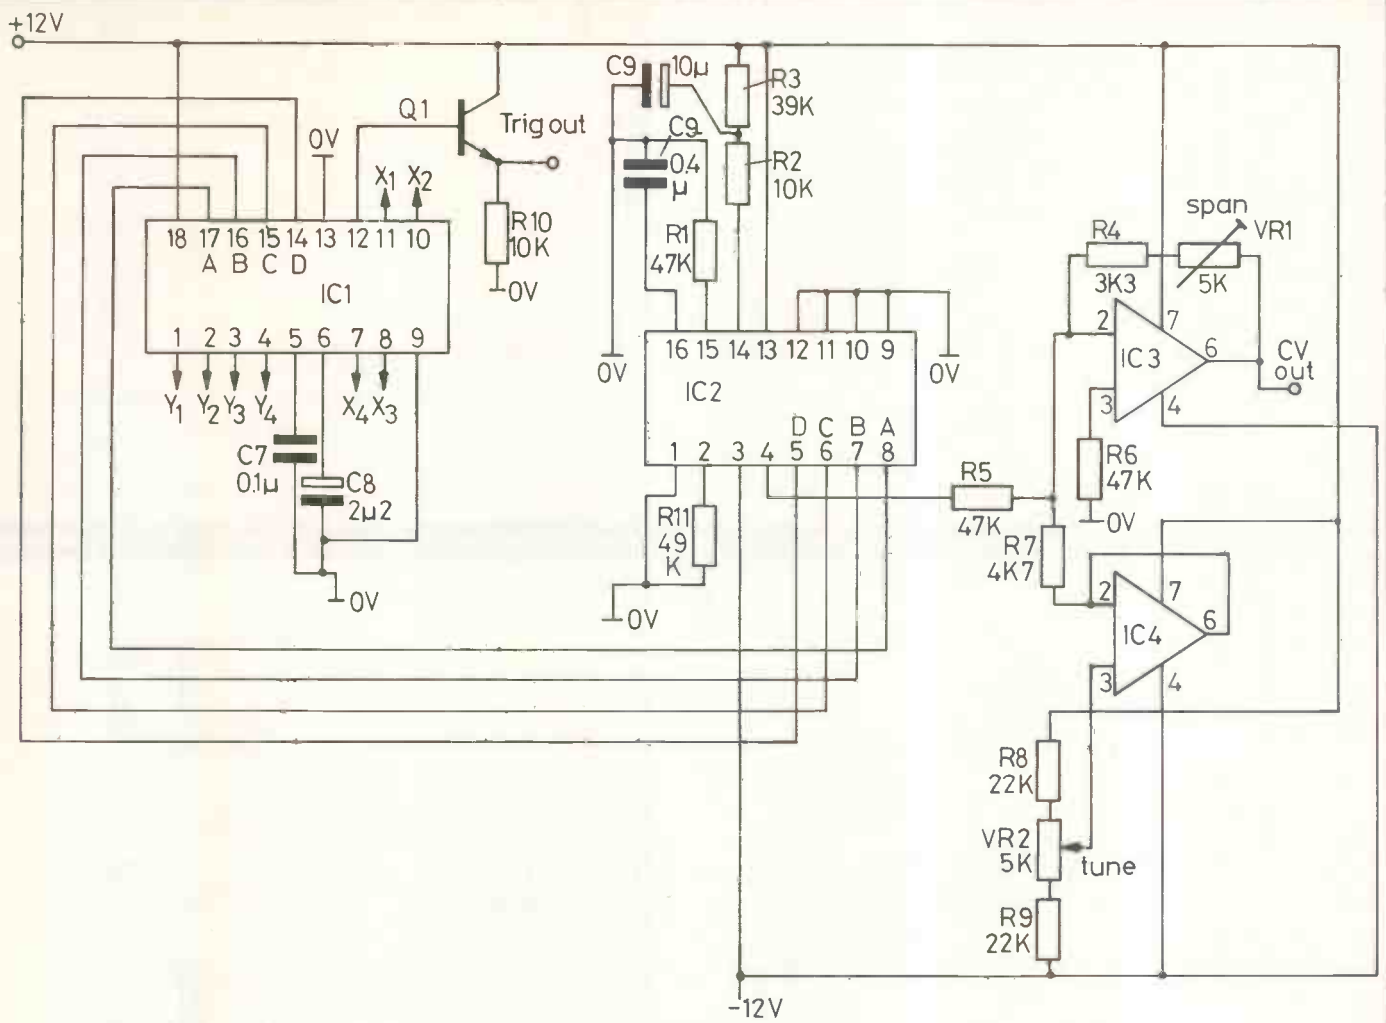 +12V
Q1
Trig out
C9 10µ
R3
39K
C9
0.4
µ
R2
10K
0V
X1 X2
R10
10K
0V
18 17 16 15 14 13 12 11 10
A B C D
IC1
1 2 3 4 5 6 7 8 9
Y1 Y2 Y3 Y4 X4 X3
C7
0.1µ
C8
2µ2
0V
R1
47K
0V
0V
16 15 14 13 12 11 10 9
IC2
D C B A
1 2 3 4 5 6 7 8
R11
49
K
0V
span
R4
3K3
VR1
5K
2
7
IC3
6
3
4
CV
out
R5
47K
R6
47K
0V
R7
4K7
2
7
IC4
6
3
4
R8
22K
VR2
5K
tune
R9
22K
-12V